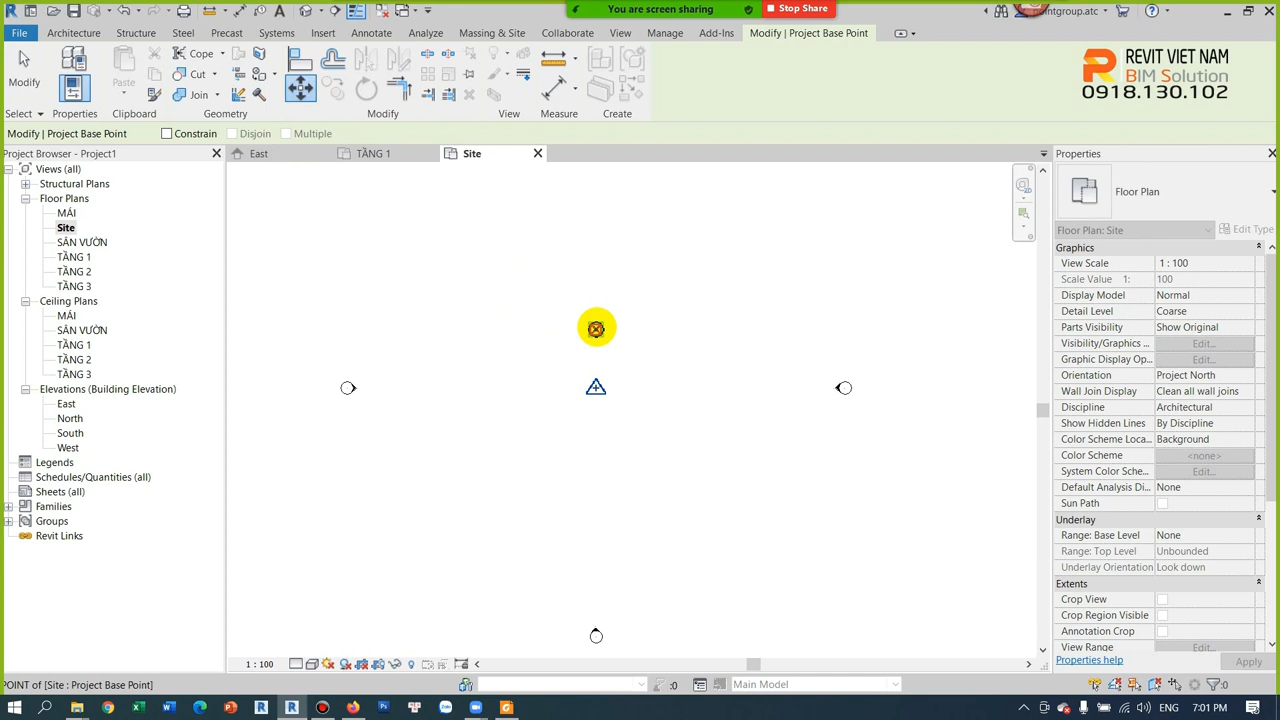 You are screen sharing
Stop Share
File
Architecture
Structure
Steel
Precast
Systems
Insert
Annotate
Analyze
Massing & Site
Collaborate
View
Manage
Add-Ins
Modify | Project Base Point
Modify
Paste
Cope
Cut
Join
Select
Properties
Clipboard
Geometry
Modify
View
Measure
Create
REVIT VIET NAM
BIM Solution
0918.130.102
Modify | Project Base Point
Constrain
Disjoin
Multiple
Project Browser - Project1
East
TẦNG 1
Site
Properties
Views (all)
Structural Plans
Floor Plans
MÁI
Site
SÂN VƯỜN
TẦNG 1
TẦNG 2
TẦNG 3
Ceiling Plans
MÁI
SÂN VƯỜN
TẦNG 1
TẦNG 2
TẦNG 3
Elevations (Building Elevation)
East
North
South
West
Legends
Schedules/Quantities (all)
Sheets (all)
Families
Groups
Revit Links
Floor Plan
Floor Plan: Site
Edit Type
Graphics
View Scale 1 : 100
Scale Value 1: 100
Display Model Normal
Detail Level Coarse
Parts Visibility Show Original
Visibility/Graphics ... Edit...
Graphic Display Op... Edit...
Orientation Project North
Wall Join Display Clean all wall joins
Discipline Architectural
Show Hidden Lines By Discipline
Color Scheme Loca... Background
Color Scheme <none>
System Color Sche... Edit...
Default Analysis Di... None
Sun Path
Underlay
Range: Base Level None
Range: Top Level Unbounded
Underlay Orientation Look down
Extents
Crop View
Crop Region Visible
Annotation Crop
View Range Edit...
Properties help
Apply
1 : 100
POINT of [Site : Project Base Point]
:0
Main Model
:0
ENG
7:01 PM